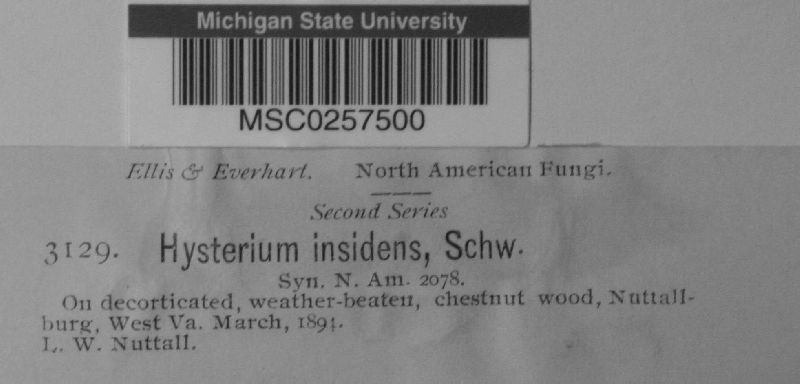 Michigan State University
MSC0257500
Ellis & Everhart. North American Fungi.
Second Series
3129. Hysterium insidens, Schw.
Syn. N. Am. 2078.
On decorticated, weather-beaten, chestnut wood, Nuttall-
burg, West Va. March, 1894.
L. W. Nuttall.